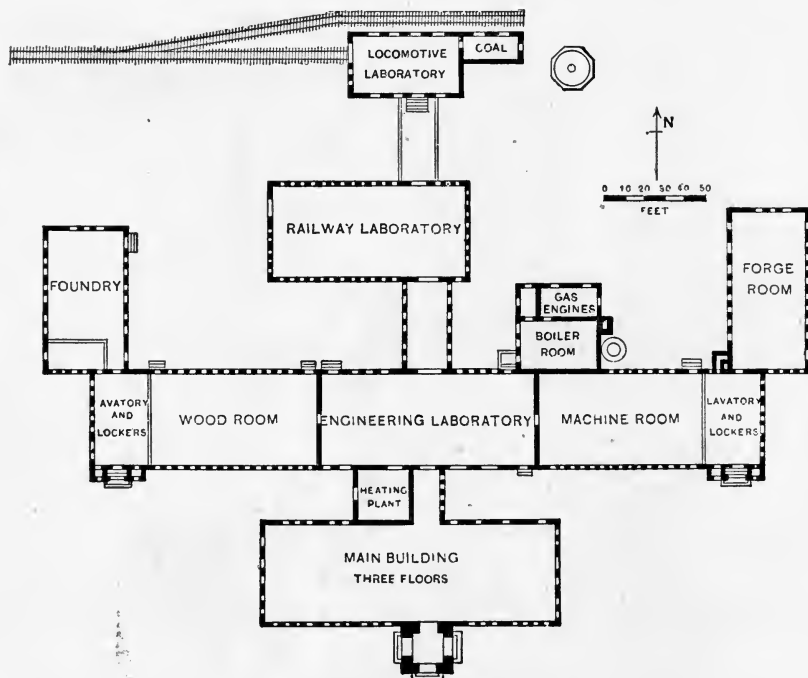 LOCOMOTIVE
LABORATORY
COAL
N
0 10 20 30 40 50
FEET
RAILWAY LABORATORY
FOUNDRY
FORGE
ROOM
GAS
ENGINES
BOILER
ROOM
AVATORY
AND
LOCKERS
WOOD ROOM
ENGINEERING LABORATORY
MACHINE ROOM
LAVATORY
AND
LOCKERS
HEATING
PLANT
MAIN BUILDING
THREE FLOORS